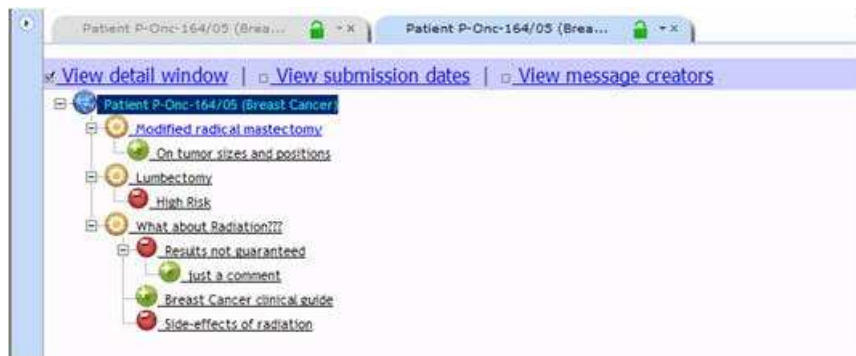 Patient P-Onc-164/05 (Brea... Patient P-Onc-164/05 (Brea...
View detail window | View submission dates | View message creators
Patient P-Onc-164/05 (Breast Cancer)
Modified radical mastectomy
On tumor sizes and positions
Lumbectomy
High Risk
What about Radiation???
Results not guaranteed
just a comment
Breast Cancer clinical guide
Side-effects of radiation